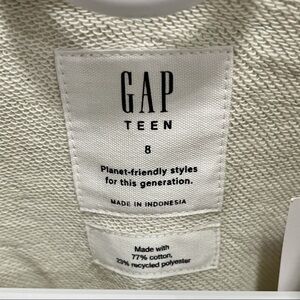 GAP
TEEN
8
Planet-friendly styles
for this generation.
MADE IN INDONESIA
Made with
77% cotton,
23% recycled polyester